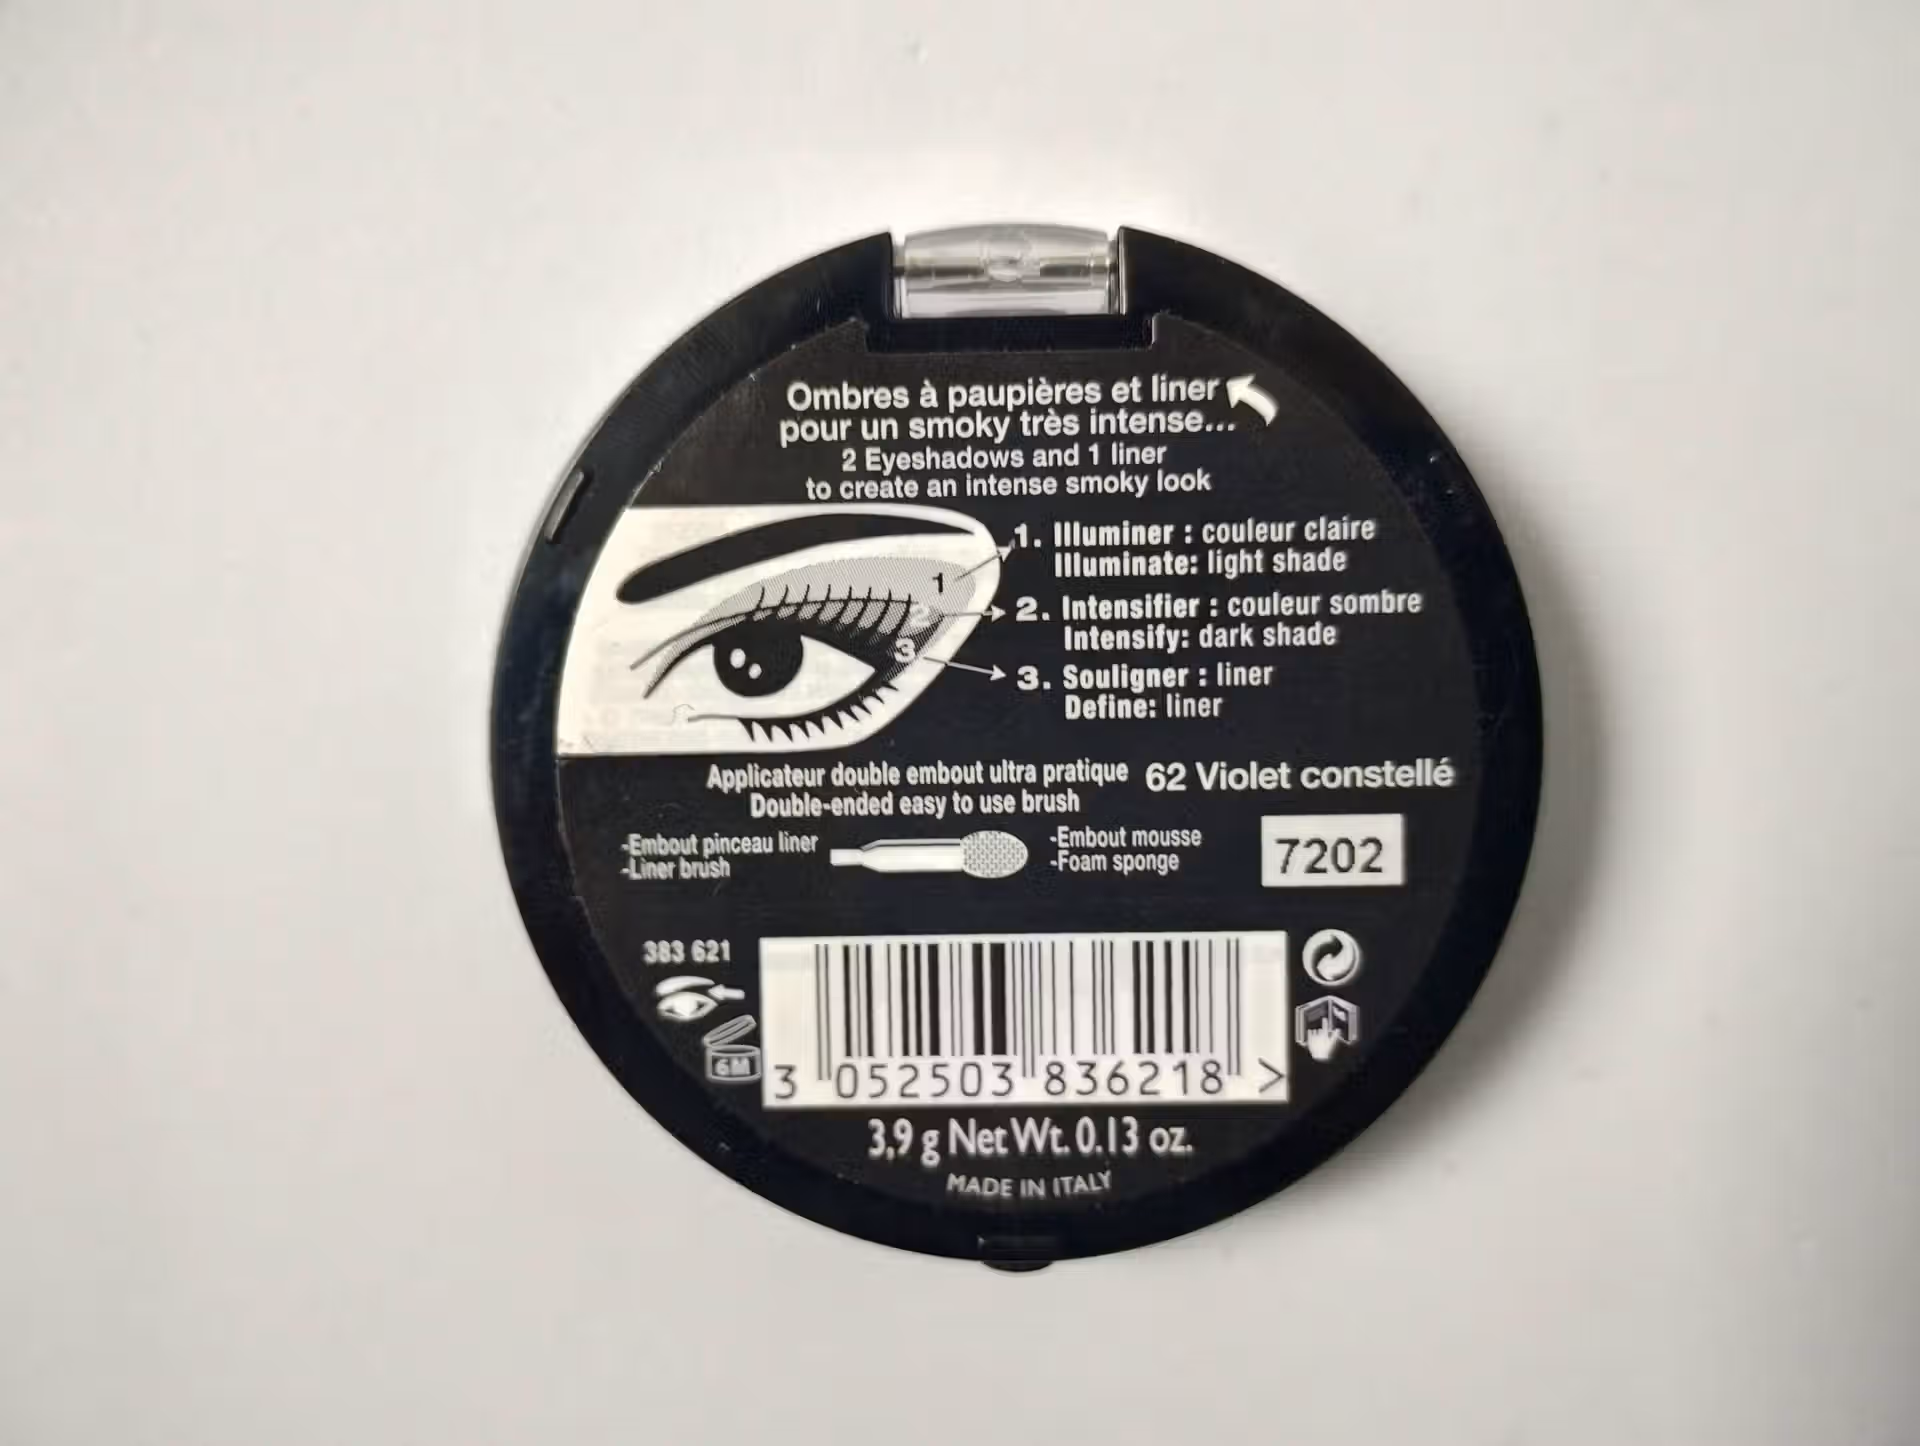 Ombres à paupières et liner
pour un smoky très intense...
2 Eyeshadows and 1 liner
to create an intense smoky look
1
2
3
1. Illuminer : couleur claire
Illuminate: light shade
2. Intensifier : couleur sombre
Intensify: dark shade
3. Souligner : liner
Define: liner
Applicateur double embout ultra pratique
Double-ended easy to use brush
62 Violet constellé
-Embout pinceau liner
-Liner brush
-Embout mousse
-Foam sponge
7202
383 621
6M
3 052503 836218 >
3,9 g Net Wt. 0.13 oz.
MADE IN ITALY